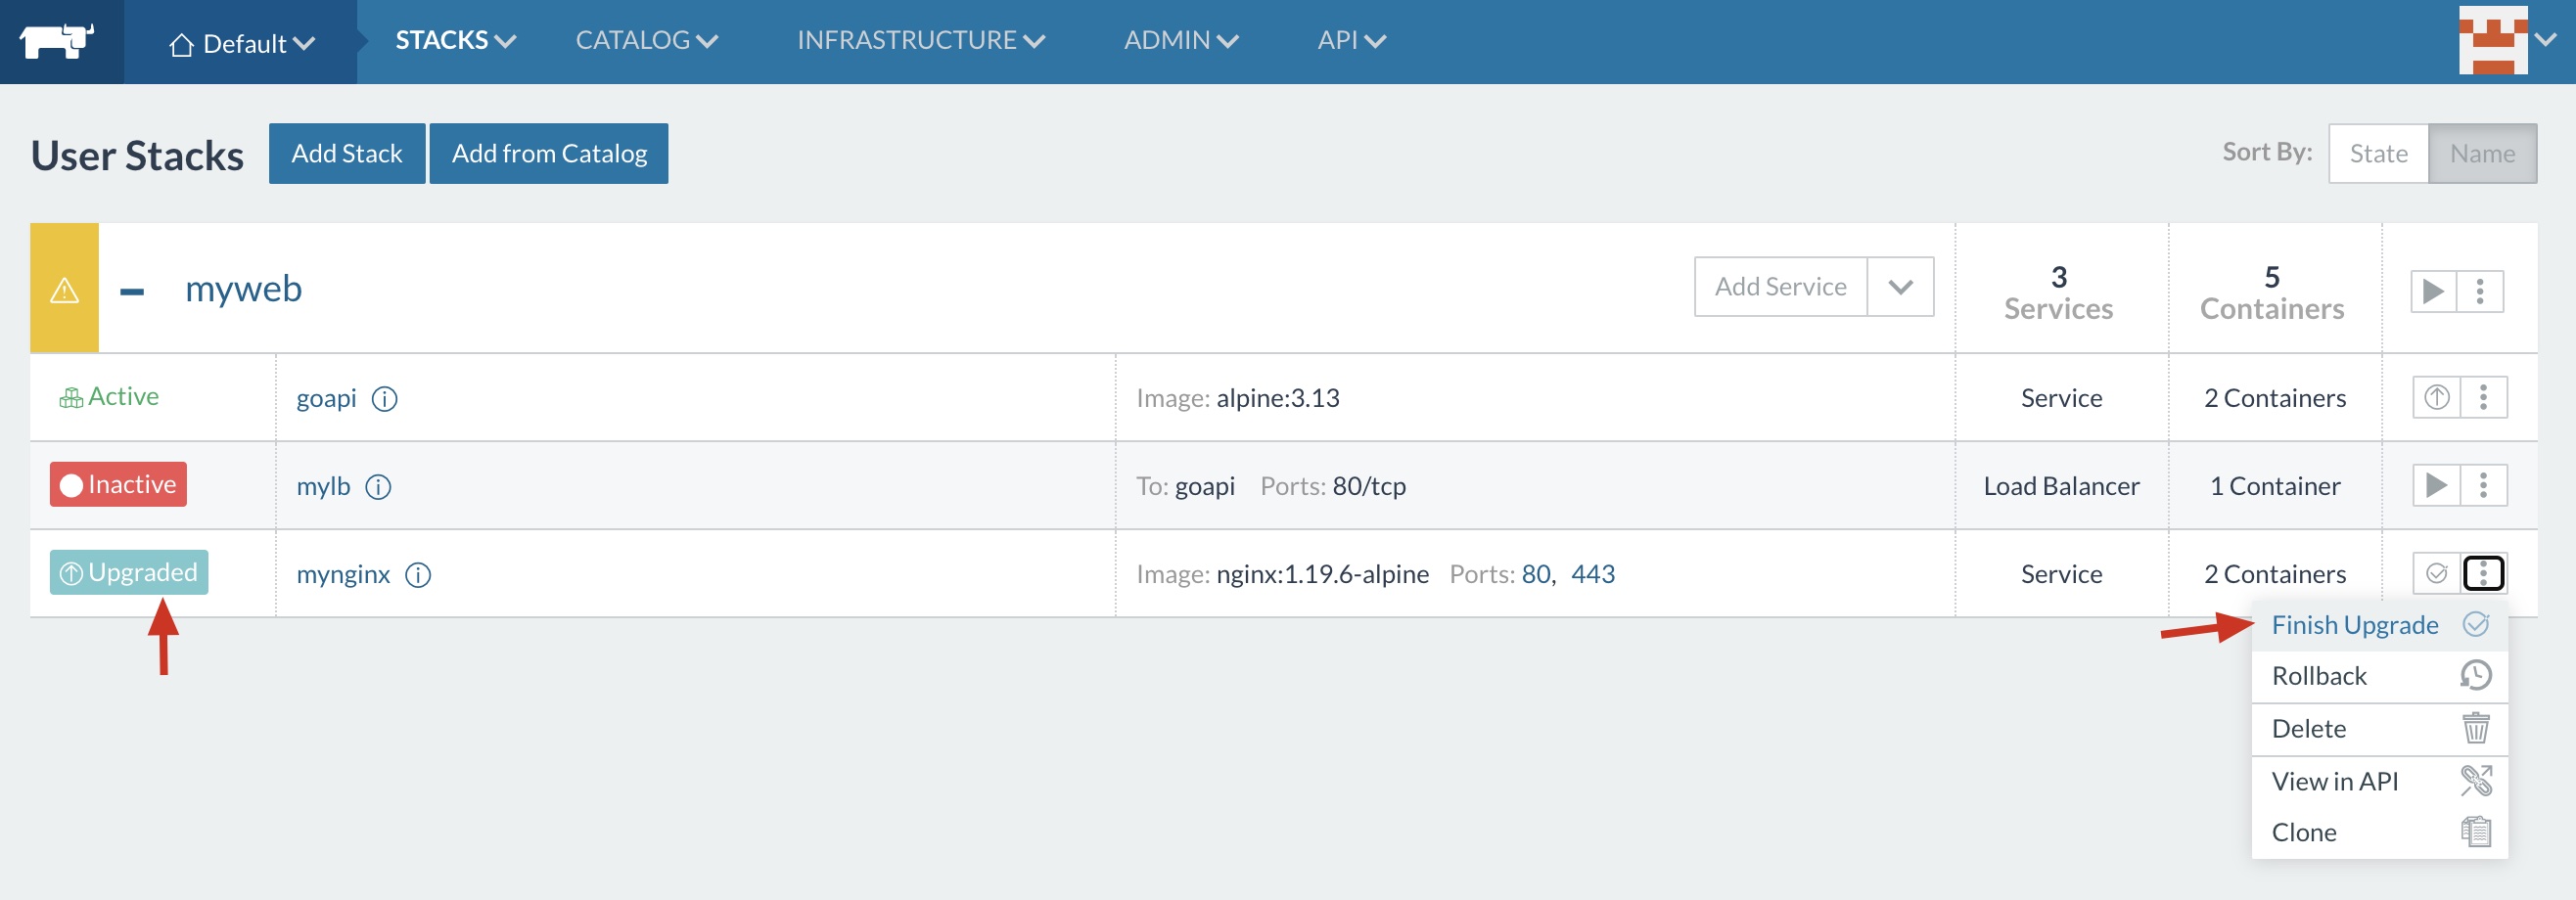 Default STACKS CATALOG INFRASTRUCTURE ADMIN API
User Stacks Add Stack Add from Catalog Sort By: State Name
myweb Add Service 3 Services 5 Containers
Active goapi Image: alpine:3.13 Service 2 Containers
Inactive mylb To: goapi Ports: 80/tcp Load Balancer 1 Container
Upgraded mynginx Image: nginx:1.19.6-alpine Ports: 80, 443 Service 2 Containers
Finish Upgrade
Rollback
Delete
View in API
Clone